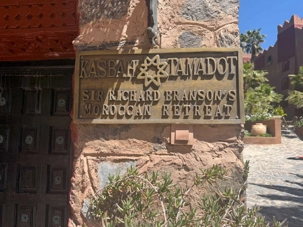 KASBAH TAMADOT
SIR RICHARD BRANSON'S
MOROCCAN RETREAT